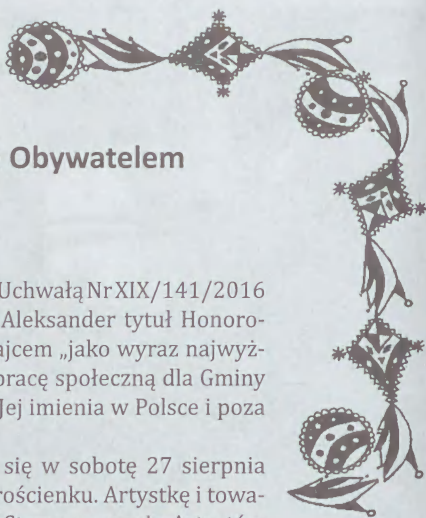 Obywatelem
Uchwałą Nr XIX/141/2016
Aleksander tytuł Honoro-
ajcem „jako wyraz najwyż-
pracę społeczną dla Gminy
Jej imienia w Polsce i poza
się w sobotę 27 sierpnia
rościenku. Artystkę i towa-